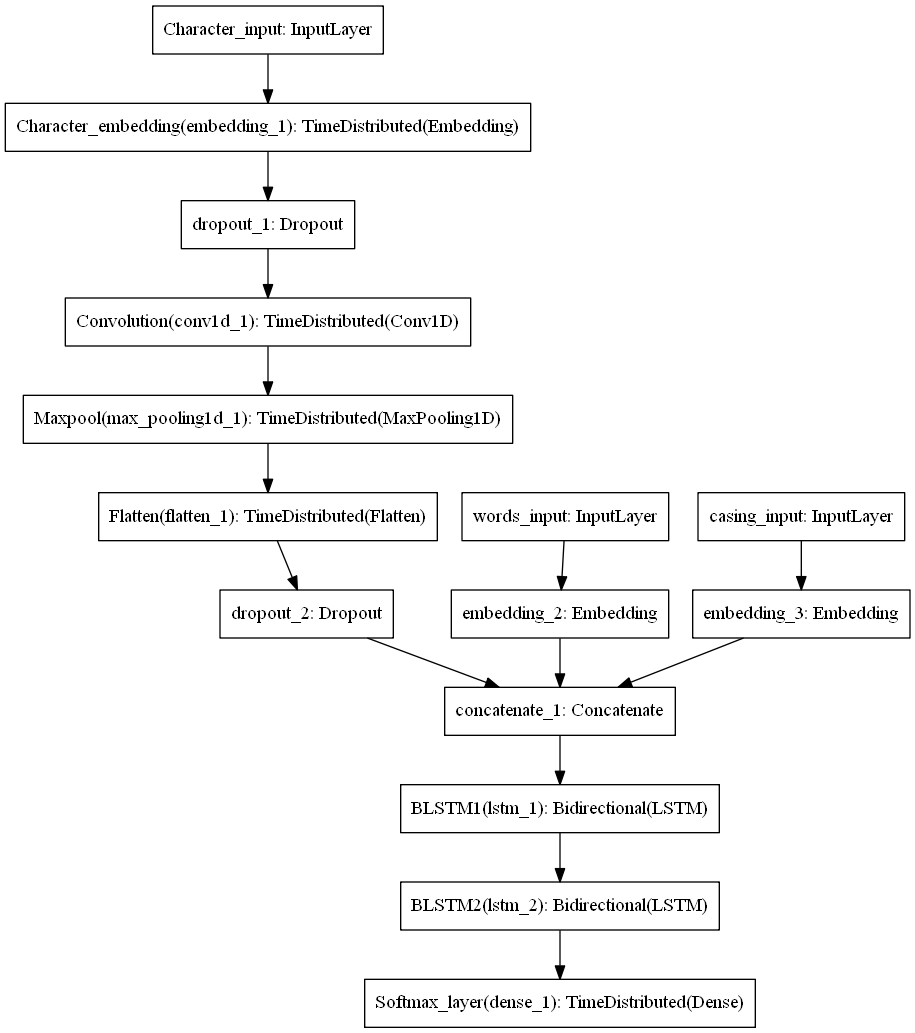 Character_input: InputLayer
Character_embedding(embedding_1): TimeDistributed(Embedding)
dropout_1: Dropout
Convolution(conv1d_1): TimeDistributed(Conv1D)
Maxpool(max_pooling1d_1): TimeDistributed(MaxPooling1D)
Flatten(flatten_1): TimeDistributed(Flatten)
words_input: InputLayer
casing_input: InputLayer
dropout_2: Dropout
embedding_2: Embedding
embedding_3: Embedding
concatenate_1: Concatenate
BLSTM1(lstm_1): Bidirectional(LSTM)
BLSTM2(lstm_2): Bidirectional(LSTM)
Softmax_layer(dense_1): TimeDistributed(Dense)